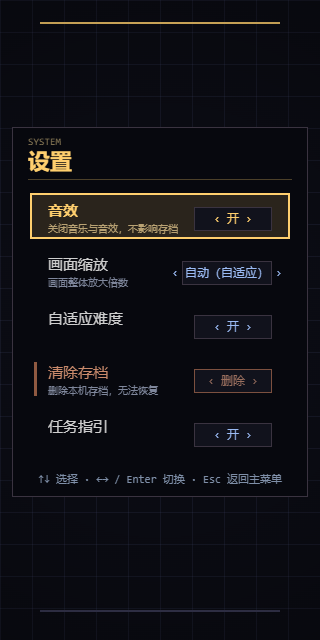 SYSTEM
设置
音效
‹ 开 ›
关闭音乐与音效，不影响存档
画面缩放
‹ 自动（自适应） ›
画面整体放大倍数
自适应难度
‹ 开 ›
清除存档
‹ 删除 ›
删除本机存档，无法恢复
任务指引
‹ 开 ›
↑↓ 选择 · ←→ / Enter 切换 · Esc 返回主菜单